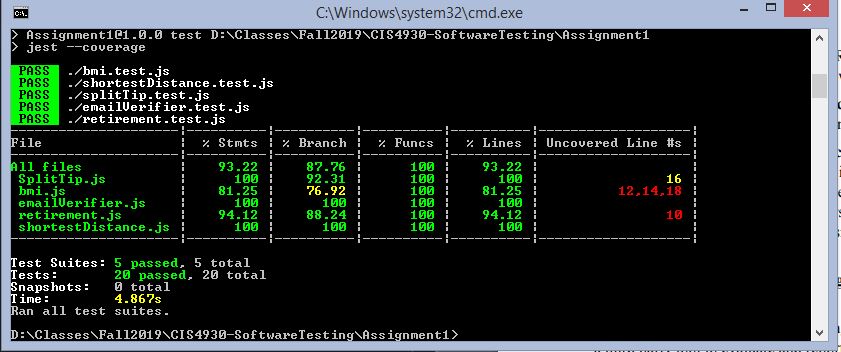 C:\Windows\system32\cmd.exe
> Assignment1@1.0.0 test D:\Classes\Fall2019\CIS4930-SoftwareTesting\Assignment1
> jest --coverage
PASS ./bmi.test.js
PASS ./shortestDistance.test.js
PASS ./splitTip.test.js
PASS ./emailVerifier.test.js
PASS ./retirement.test.js
File | % Stmts | % Branch | % Funcs | % Lines | Uncovered Line #s |
All files | 93.22 | 87.76 | 100 | 93.22 | |
SplitTip.js | 100 | 92.31 | 100 | 100 | 16 |
bmi.js | 81.25 | 76.92 | 100 | 81.25 | 12,14,18 |
emailVerifier.js | 100 | 100 | 100 | 100 | |
retirement.js | 94.12 | 88.24 | 100 | 94.12 | 10 |
shortestDistance.js | 100 | 100 | 100 | 100 | |
Test Suites: 5 passed, 5 total
Tests: 20 passed, 20 total
Snapshots: 0 total
Time: 4.867s
Ran all test suites.
D:\Classes\Fall2019\CIS4930-SoftwareTesting\Assignment1>